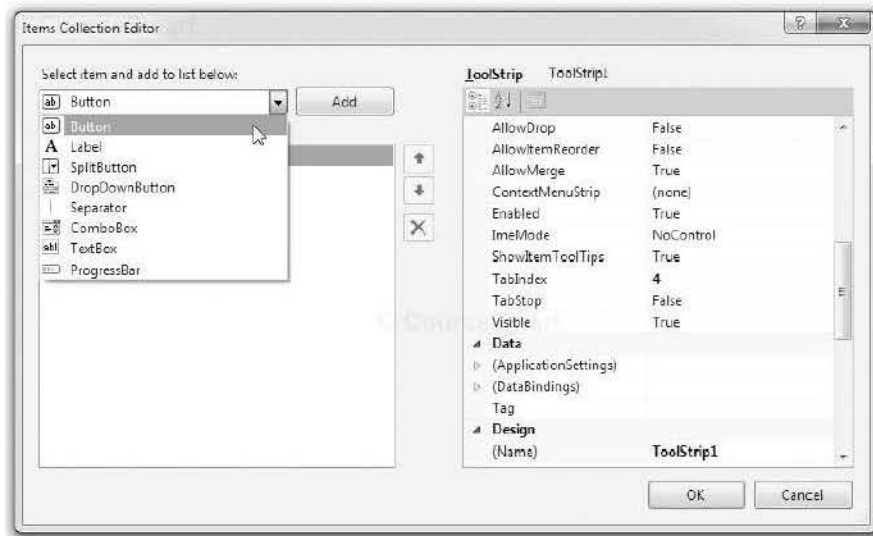 Items Collection Editor
Select item and add to list below:
Button
Add
Button
Label
SplitButton
DropDownButton
Separator
ComboBox
TextBox
ProgressBar
ToolStrip ToolStrip1
AllowDrop False
AllowItemReorder False
AllowMerge True
ContextMenuStrip (none)
Enabled True
ImeMode NoControl
ShowItemToolTips True
TabIndex 4
TabStop False
Visible True
Data
(ApplicationSettings)
(DataBindings)
Tag
Design
(Name) ToolStrip1
OK Cancel